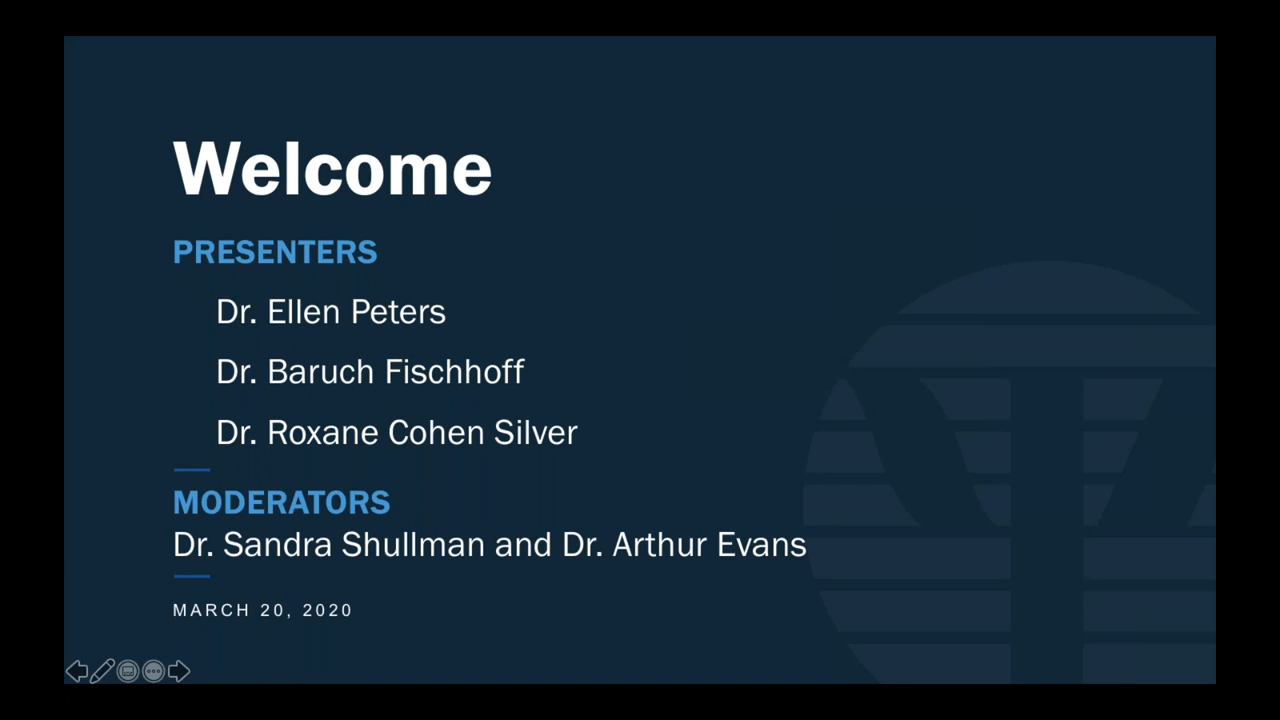 Welcome
PRESENTERS
Dr. Ellen Peters
Dr. Baruch Fischhoff
Dr. Roxane Cohen Silver
MODERATORS
Dr. Sandra Shullman and Dr. Arthur Evans
MARCH 20, 2020